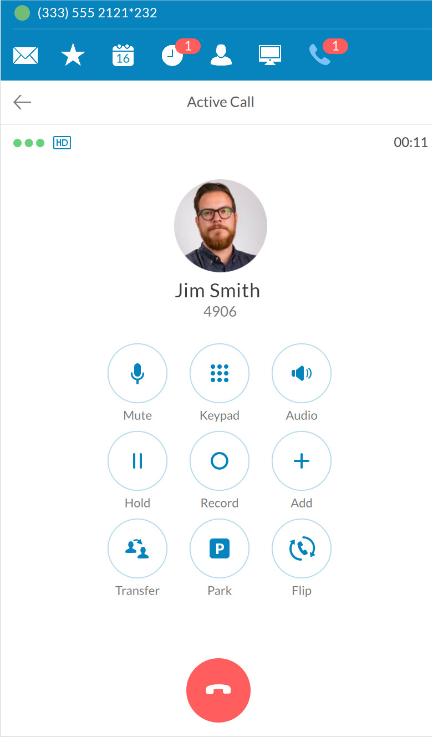 (333) 555 2121*232
16 1 1
Active Call
HD 00:11
Jim Smith
4906
Mute Keypad Audio
Hold Record Add
P
Transfer Park Flip